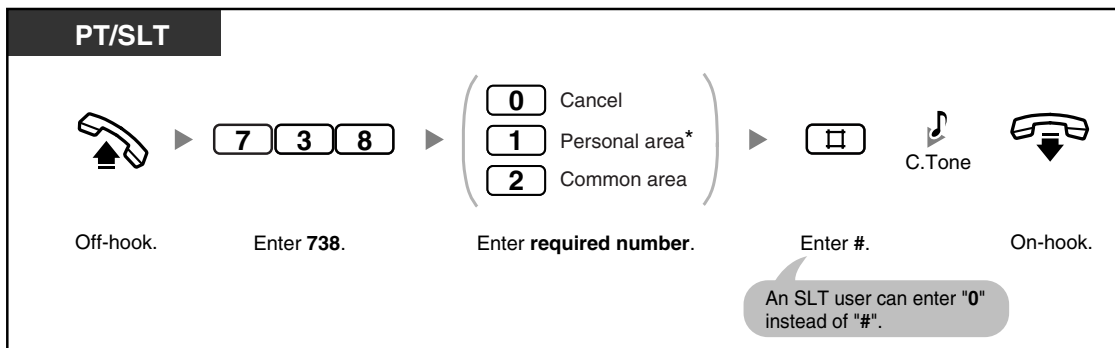 PT/SLT
7 3 8
0 Cancel
1 Personal area*
2 Common area
#
C.Tone
Off-hook.
Enter 738.
Enter required number.
Enter #.
On-hook.
An SLT user can enter "0"
instead of "#".